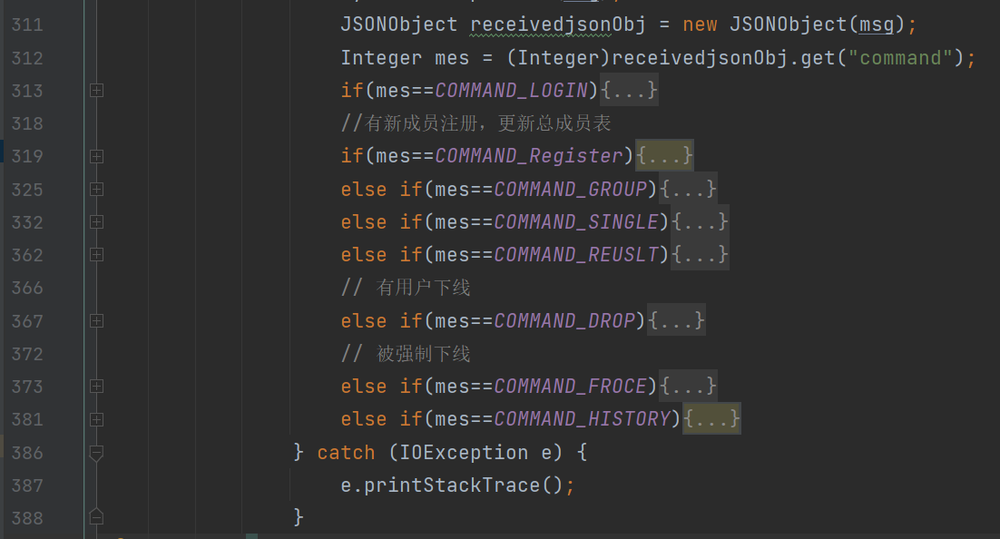 311 JSONObject receivedjsonObj = new JSONObject(msg);
312 Integer mes = (Integer)receivedjsonObj.get("command");
313 if(mes==COMMAND_LOGIN){...}
318 //有新成员注册，更新总成员表
319 if(mes==COMMAND_Register){...}
325 else if(mes==COMMAND_GROUP){...}
332 else if(mes==COMMAND_SINGLE){...}
362 else if(mes==COMMAND_REUSLT){...}
366 // 有用户下线
367 else if(mes==COMMAND_DROP){...}
372 // 被强制下线
373 else if(mes==COMMAND_FROCE){...}
381 else if(mes==COMMAND_HISTORY){...}
386 } catch (IOException e) {
387 e.printStackTrace();
388 }